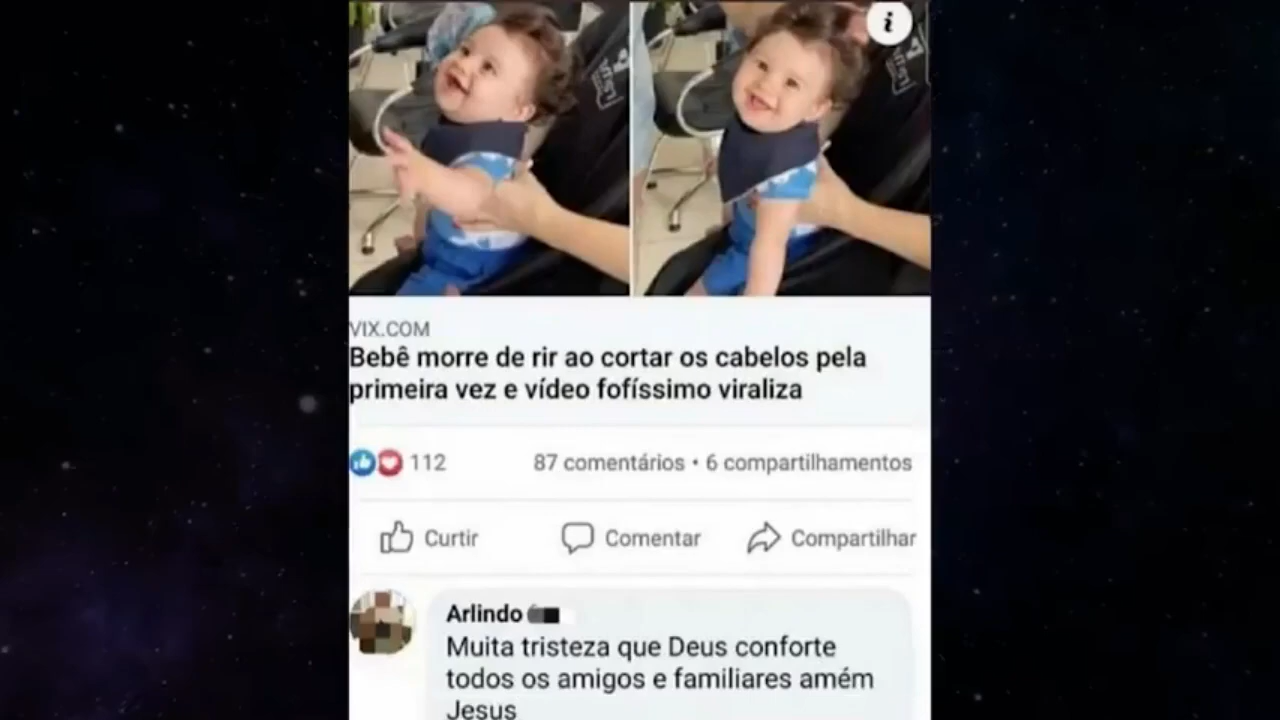 VIX.COM
Bebê morre de rir ao cortar os cabelos pela
primeira vez e vídeo fofíssimo viraliza
112
87 comentários • 6 compartilhamentos
Curtir
Comentar
Compartilhar
Arlindo
Muita tristeza que Deus conforte
todos os amigos e familiares amém
Jesus